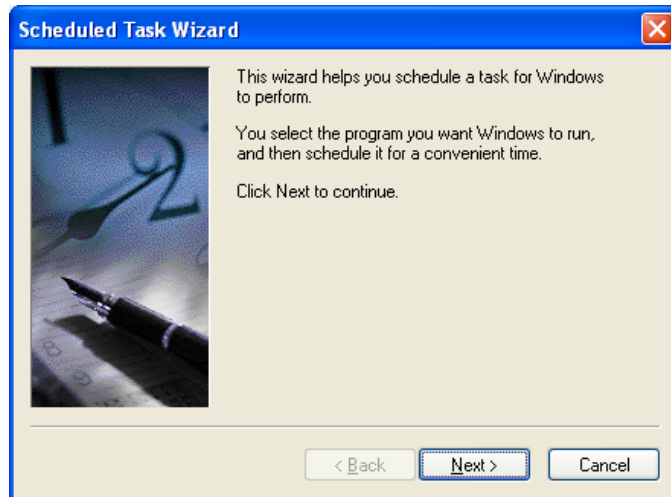 Scheduled Task Wizard
This wizard helps you schedule a task for Windows
to perform.
You select the program you want Windows to run,
and then schedule it for a convenient time.
Click Next to continue.
< Back
Next >
Cancel